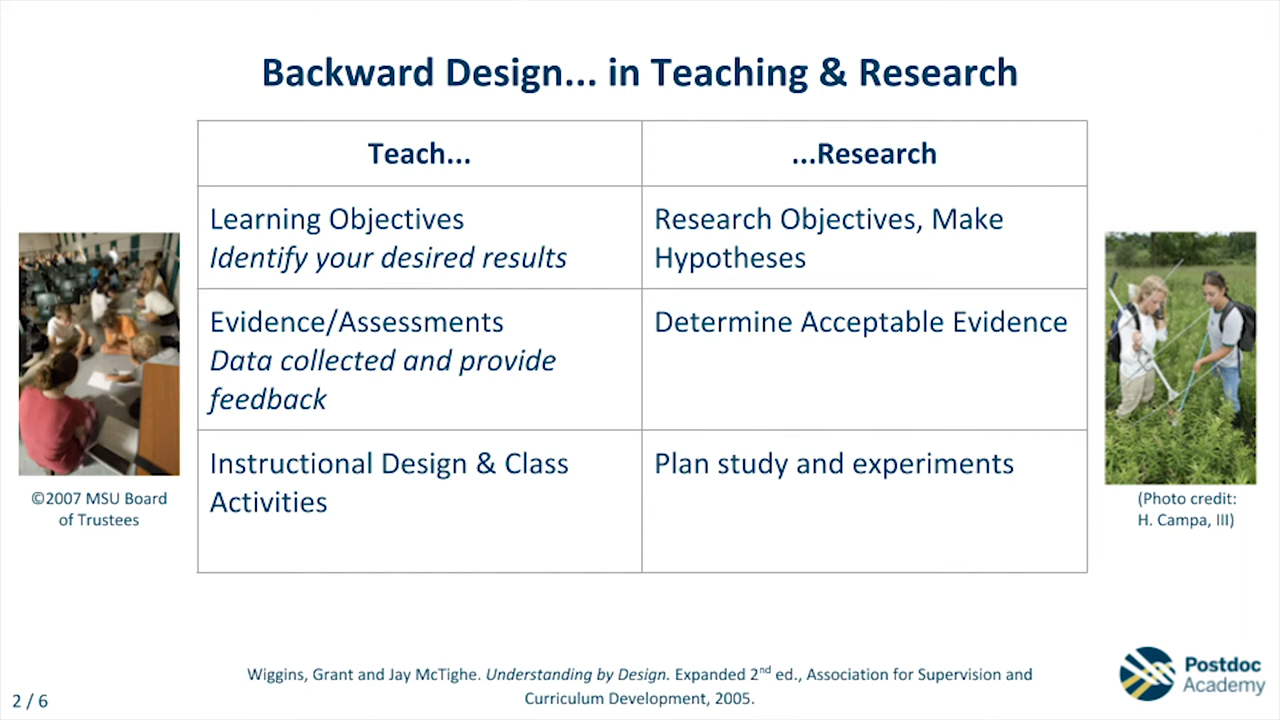 Backward Design... in Teaching & Research
Teach...
...Research
Learning Objectives
Identify your desired results
Research Objectives, Make
Hypotheses
Evidence/Assessments
Data collected and provide
feedback
Determine Acceptable Evidence
Instructional Design & Class
Activities
Plan study and experiments
©2007 MSU Board
of Trustees
(Photo credit:
H. Campa, III)
Wiggins, Grant and Jay McTighe. Understanding by Design. Expanded 2nd ed., Association for Supervision and
Curriculum Development, 2005.
2 / 6
Postdoc
Academy